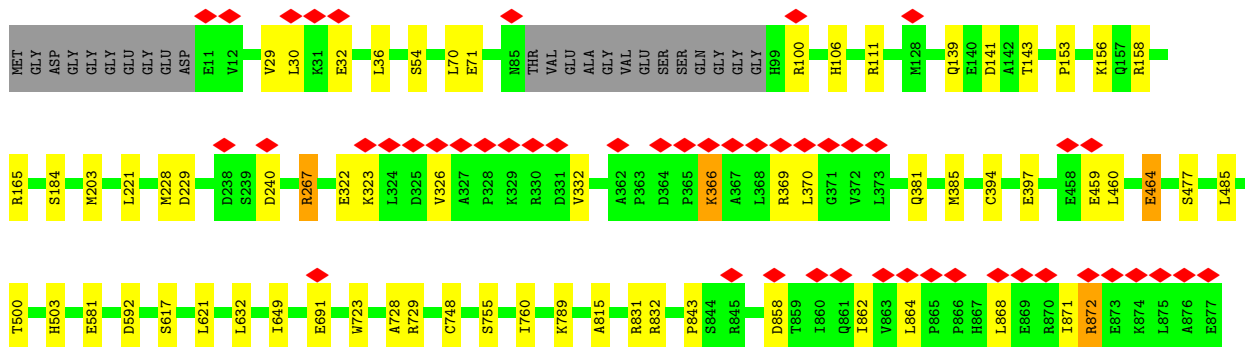 MET GLY ASP GLY GLY GLY GLU GLY GLU ASP E11 V12 V29 L30 K31 E32 L36 S54 L70 E71 N85 THR VAL GLU ALA GLY VAL GLU SER SER GLN GLY GLY GLY H99 R100 H106 R111 M128 Q139 E140 D141 A142 T143 P153 K156 Q157 R158
R165 S184 M203 L221 M228 D229 D238 S239 D240 R267 E322 K323 L324 D325 V326 A327 P328 K329 R330 D331 V332 A362 P363 D364 P365 K366 A367 L368 R369 L370 G371 V372 L373 Q381 M385 C394 E397 E458 E459 L460 E464 S477 L485
T500 H503 E581 D592 S617 L621 L632 I649 E691 W723 A728 R729 C748 S755 I760 K789 A815 R831 R832 P843 S844 R845 D858 T859 I860 Q861 I862 V863 L864 P865 P866 H867 L868 E869 R870 I871 R872 E873 K874 L875 A876 E877